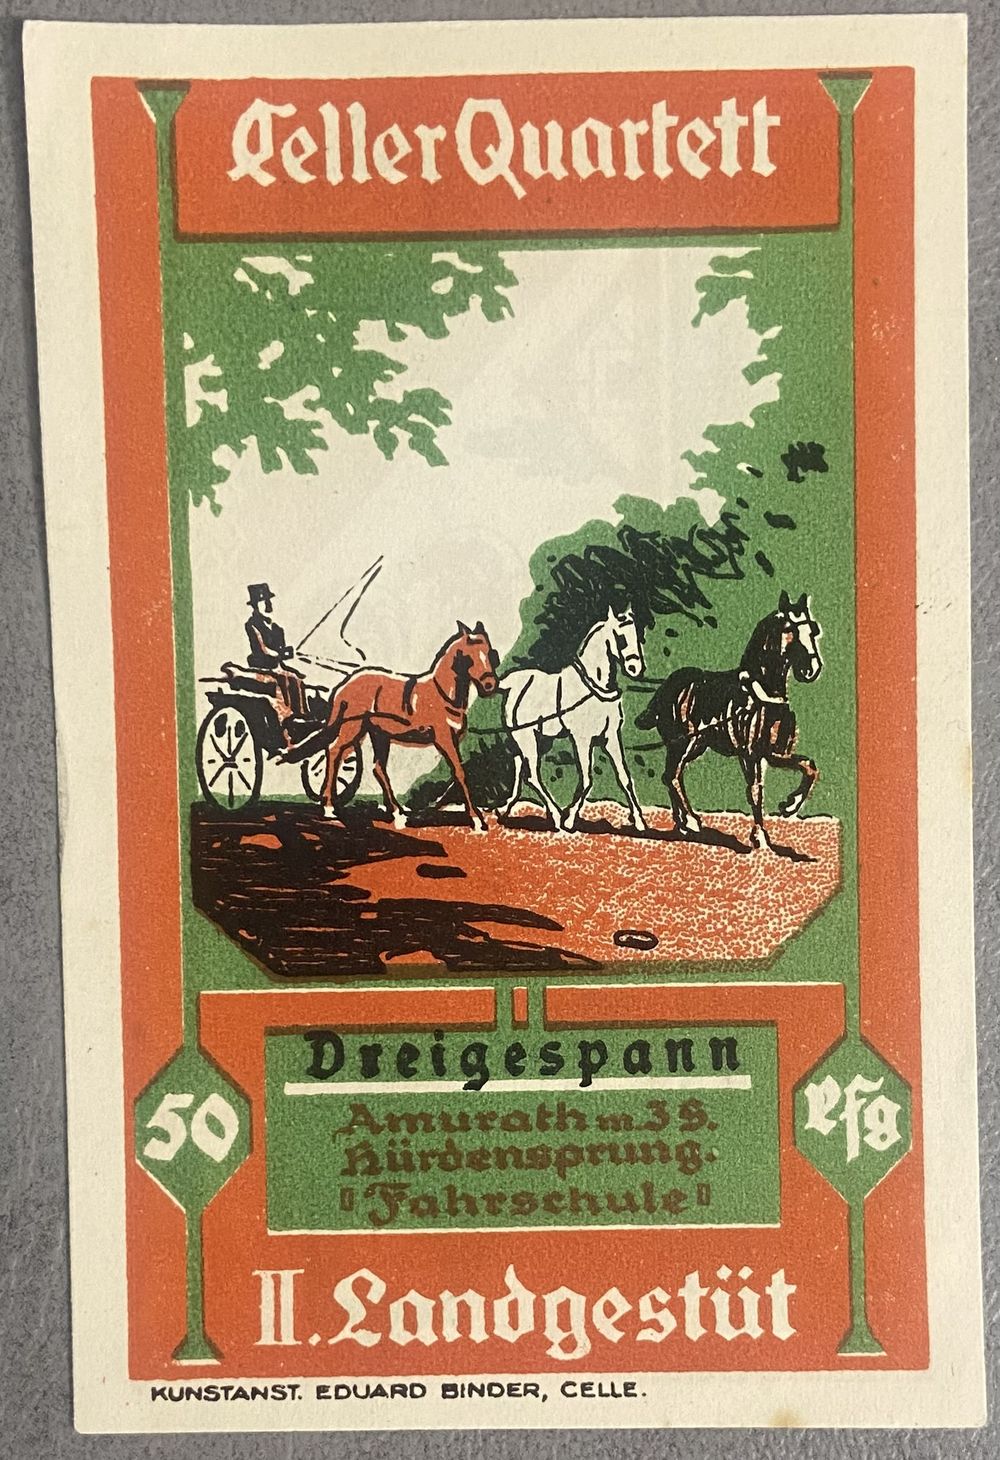 Celler Quartett
Dreigespann
50
Amurath m. 3 S.
Hürdensprung.
Fahrschule
Pfg
II. Landgestüt
KUNSTANST. EDUARD BINDER, CELLE.